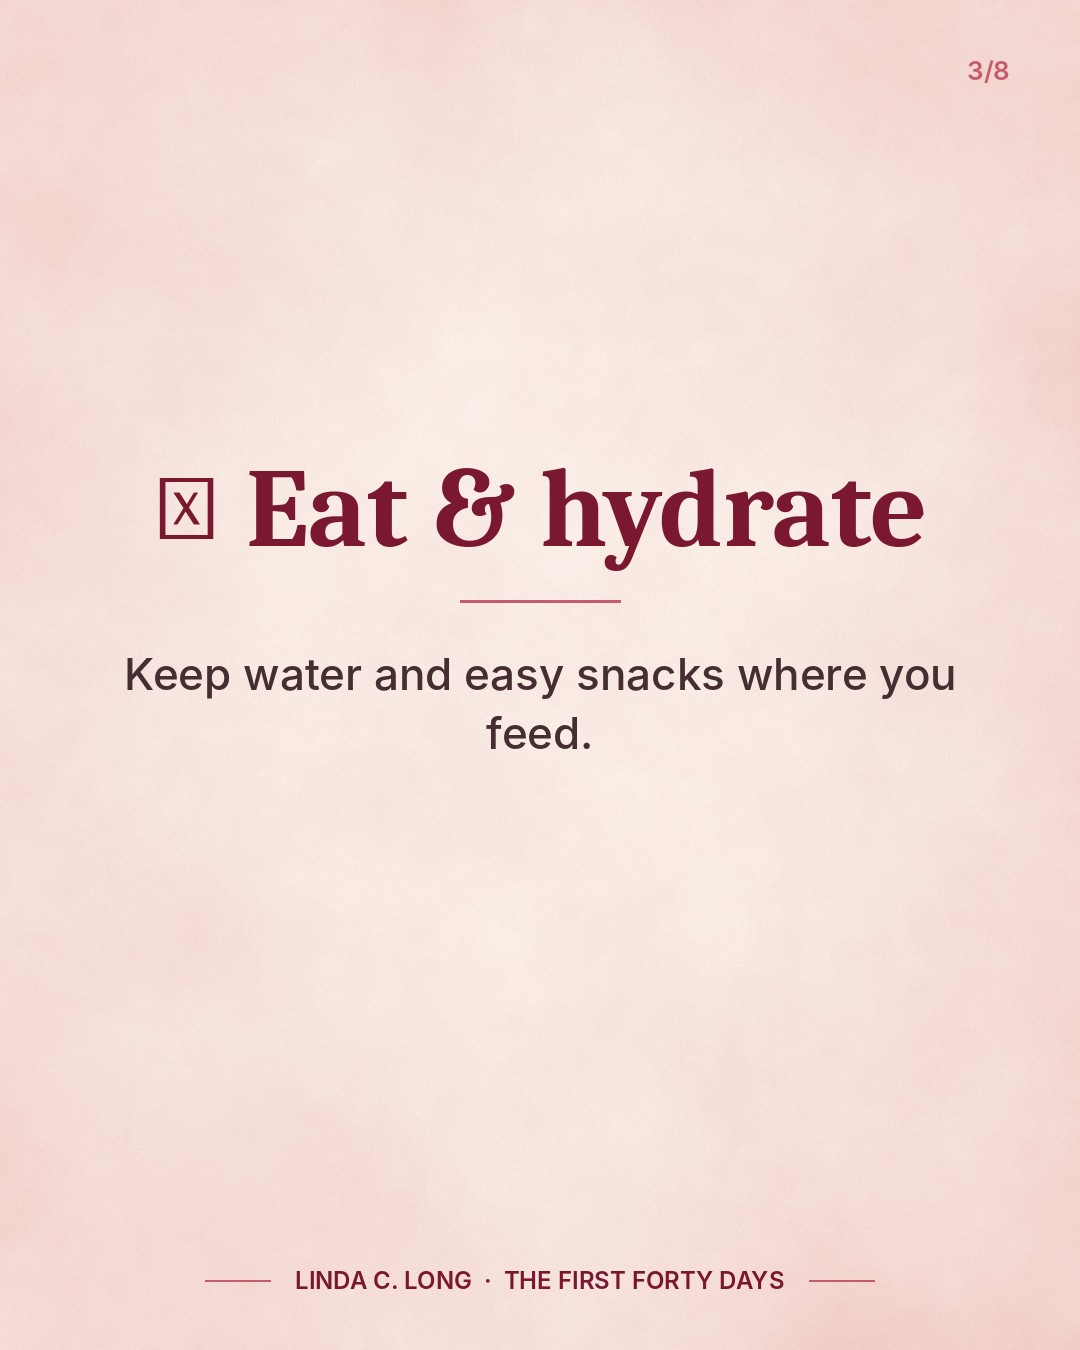 3/8
Eat & hydrate
Keep water and easy snacks where you
feed.
LINDA C. LONG · THE FIRST FORTY DAYS